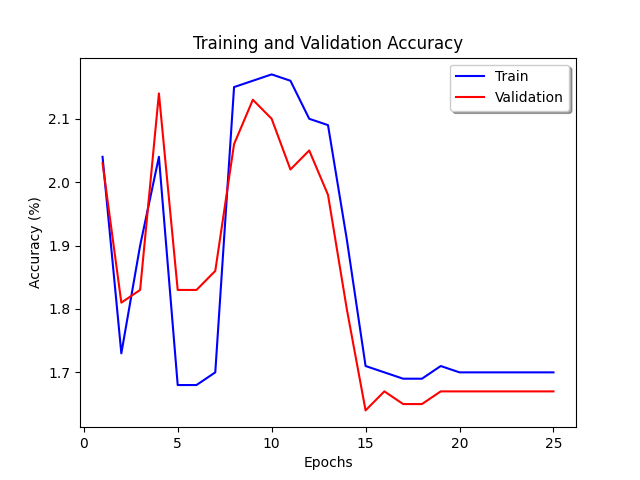 Training and Validation Accuracy
Train
Validation
Accuracy (%)
2.1
2.0
1.9
1.8
1.7
0 5 10 15 20 25
Epochs